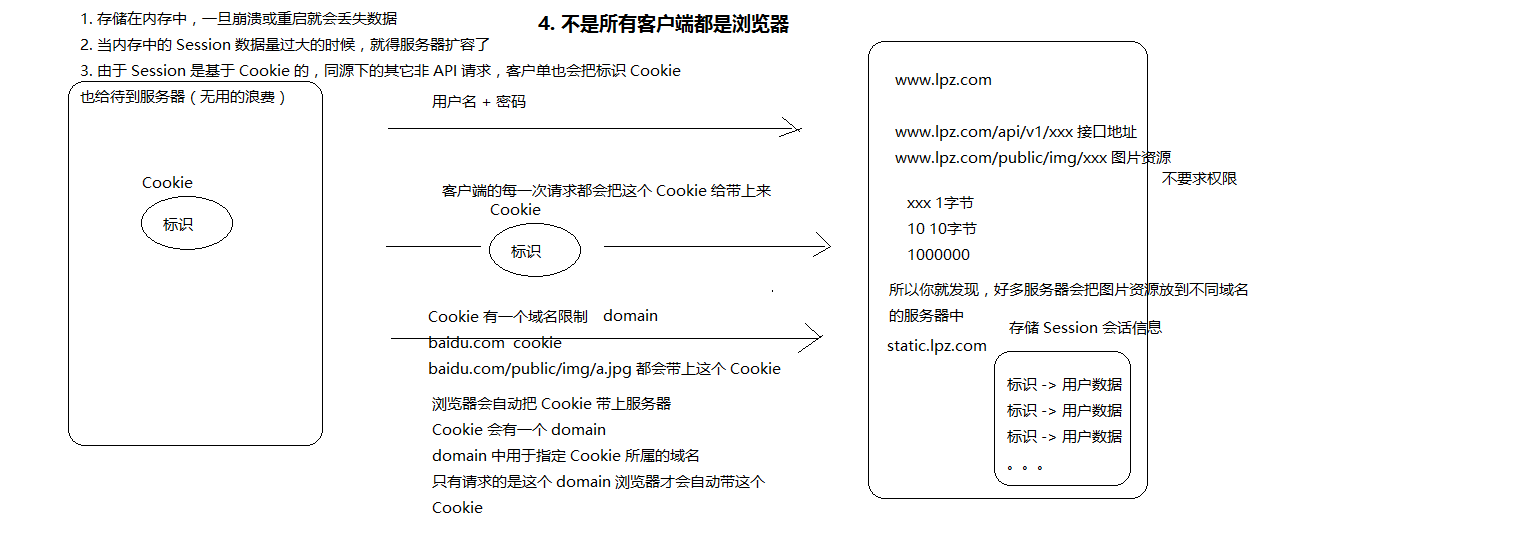 1. 存储在内存中，一旦崩溃或重启就会丢失数据
2. 当内存中的 Session 数据量过大的时候，就得服务器扩容了
3. 由于 Session 是基于 Cookie 的，同源下的其它非 API 请求，客户单也会把标识 Cookie
也给待到服务器（无用的浪费）
4. 不是所有客户端都是浏览器
Cookie
标识
用户名 + 密码
客户端的每一次请求都会把这个 Cookie 给带上来
Cookie
标识
Cookie 有一个域名限制 domain
baidu.com cookie
baidu.com/public/img/a.jpg 都会带上这个 Cookie
浏览器会自动把 Cookie 带上服务器
Cookie 会有一个 domain
domain 中用于指定 Cookie 所属的域名
只有请求的是这个 domain 浏览器才会自动带这个
Cookie
www.lpz.com
www.lpz.com/api/v1/xxx 接口地址
www.lpz.com/public/img/xxx 图片资源
不要求权限
xxx 1字节
10 10字节
1000000
所以你就发现，好多服务器会把图片资源放到不同域名
的服务器中
static.lpz.com
存储 Session 会话信息
标识 -> 用户数据
标识 -> 用户数据
标识 -> 用户数据
。。。